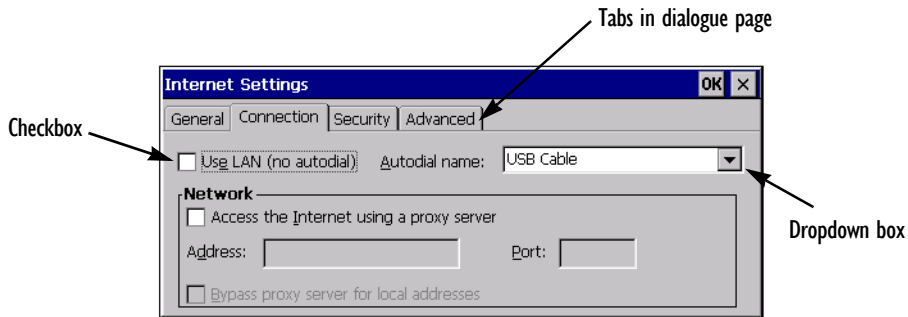 Tabs in dialogue page
Internet Settings OK ×
General Connection Security Advanced
Checkbox
Use LAN (no autodial) Autodial name: USB Cable
Network
Access the Internet using a proxy server
Dropdown box
Address: Port:
Bypass proxy server for local addresses